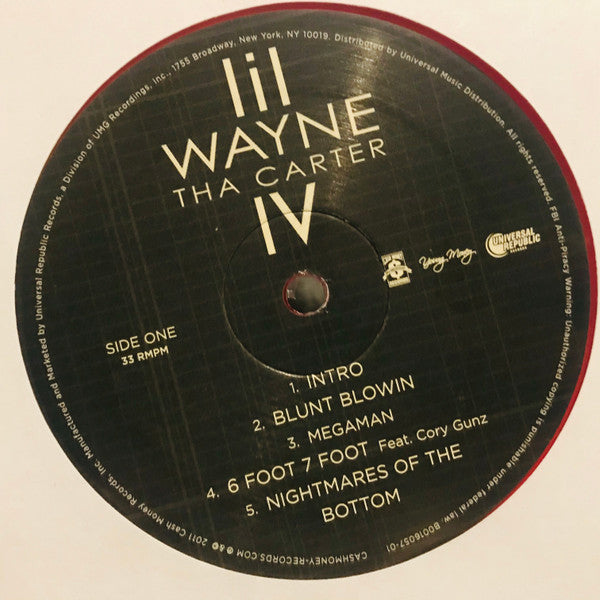 lil
WAYNE
THA CARTER
IV
Young Money
UNIVERSAL
REPUBLIC
RECORDS
SIDE ONE
33 RMPM
1. INTRO
2. BLUNT BLOWIN
3. MEGAMAN
4. 6 FOOT 7 FOOT Feat. Cory Gunz
5. NIGHTMARES OF THE
BOTTOM
Manufactured and Marketed by Universal Republic Records, a Division of UMG Recordings, Inc., 1755 Broadway, New York, NY 10019. Distributed by Universal Music Distribution. All rights reserved. FBI Anti-Piracy Warning: Unauthorized copying is punishable under federal law. B0016057-01
CASHMONEY-RECORDS.COM ℗ & © 2011 Cash Money Records, Inc.